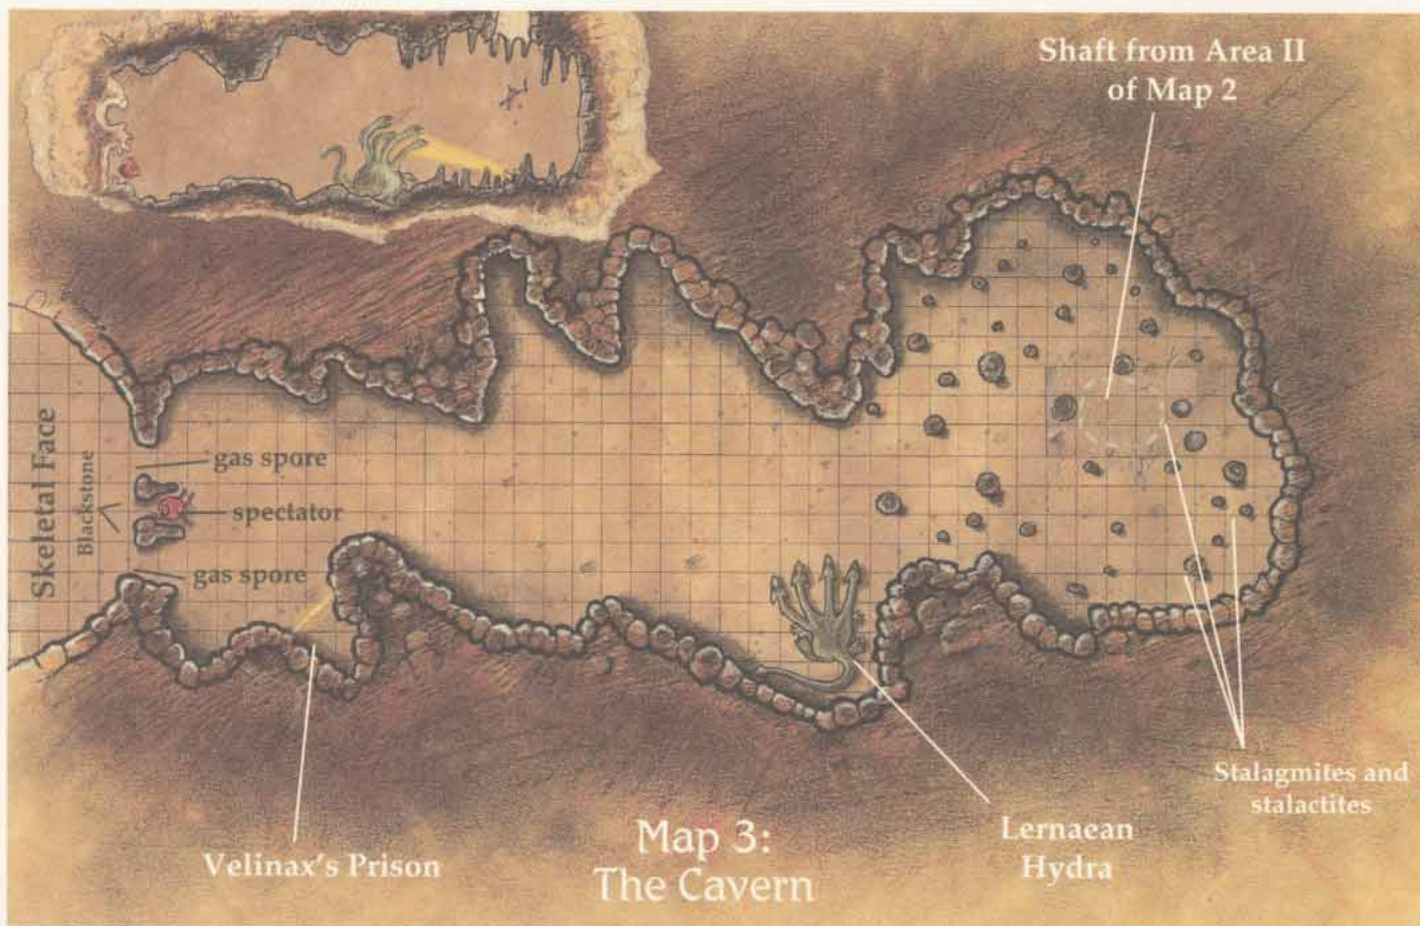 Shaft from Area II
of Map 2
Skeletal Face
Blackstone
gas spore
spectator
gas spore
Velinax's Prison
Map 3:
The Cavern
Lernaean
Hydra
Stalagmites and
stalactites